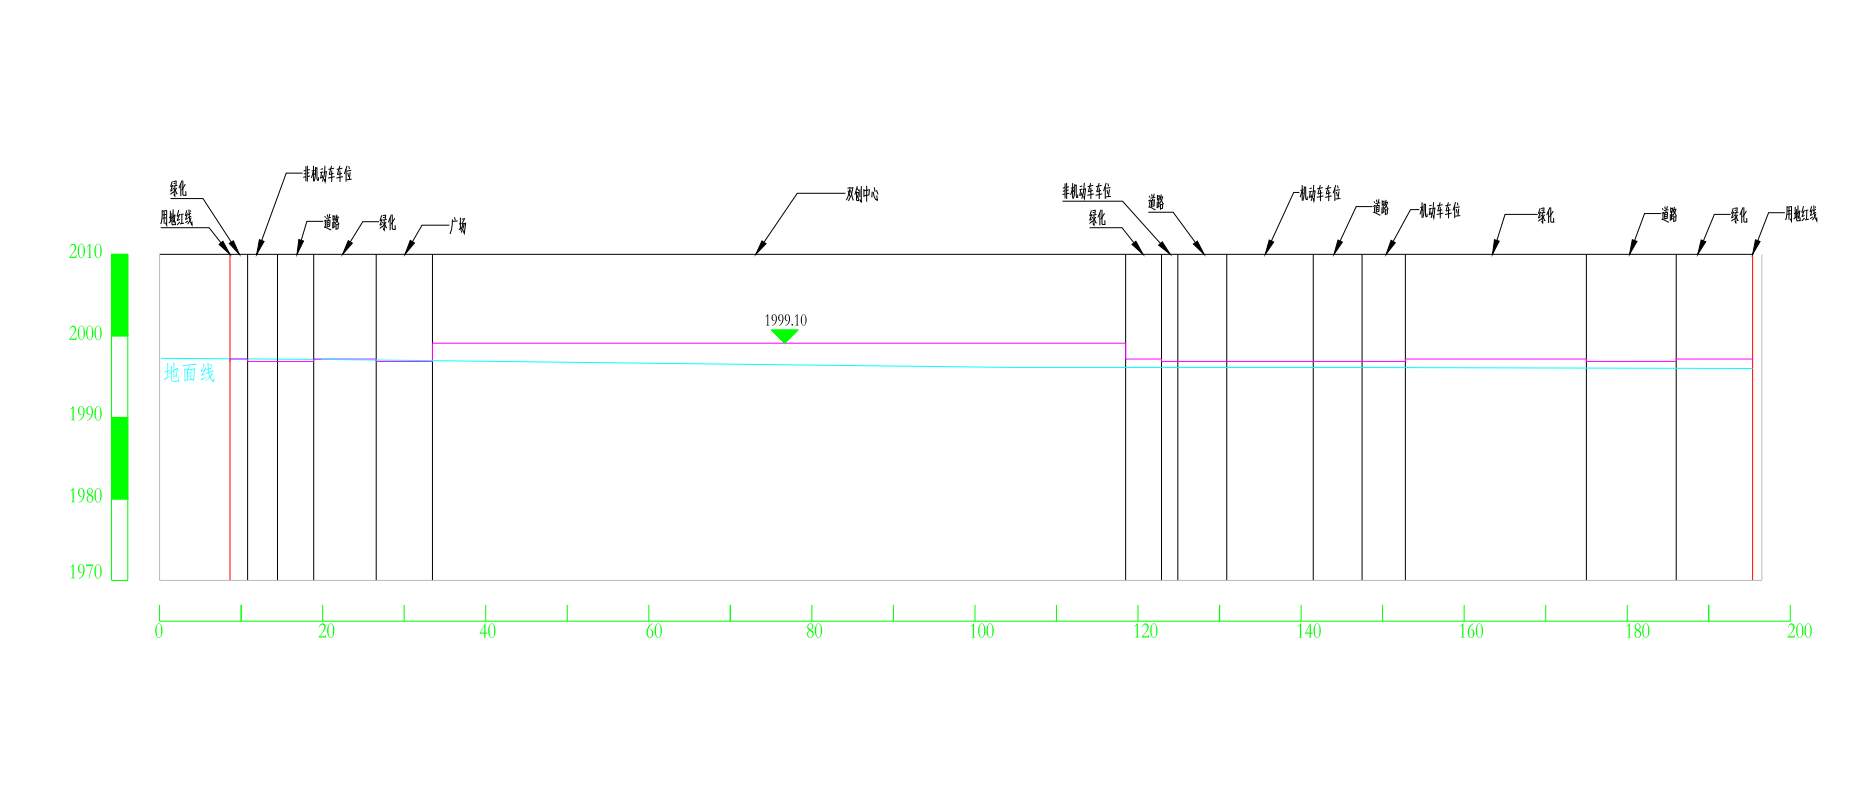 非机动车车位
绿化
用地红线
道路
绿化
广场
双创中心
非机动车车位
绿化
道路
机动车车位
道路
机动车车位
绿化
道路
绿化
用地红线
2010
2000
1990
1980
1970
1999.10
地面线
0
20
40
60
80
100
120
140
160
180
200